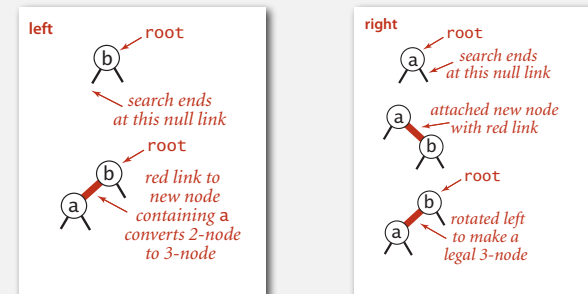 left
root
b
search ends
at this null link
root
b
a
red link to
new node
containing a
converts 2-node
to 3-node
right
root
a
search ends
at this null link
attached new node
with red link
a
b
root
b
a
rotated left
to make a
legal 3-node